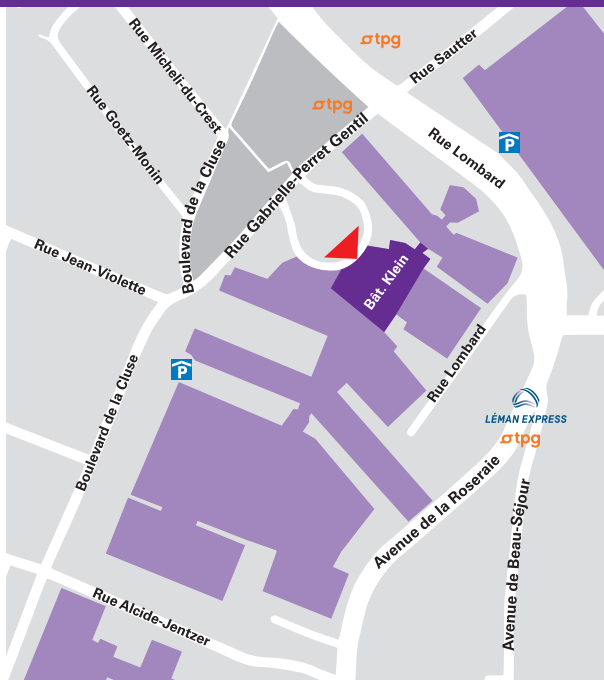 tpg
Rue Sautter
Rue Micheli-du-Crest
Rue Goetz-Monin
tpg
Rue Gabrielle-Perret Gentil
Rue Lombard
P
Boulevard de la Cluse
Rue Jean-Violette
Bât. Klein
Rue Lombard
P
Boulevard de la Cluse
LÉMAN EXPRESS
tpg
Avenue de la Roseraie
Avenue de Beau-Séjour
Rue Alcide-Jentzer